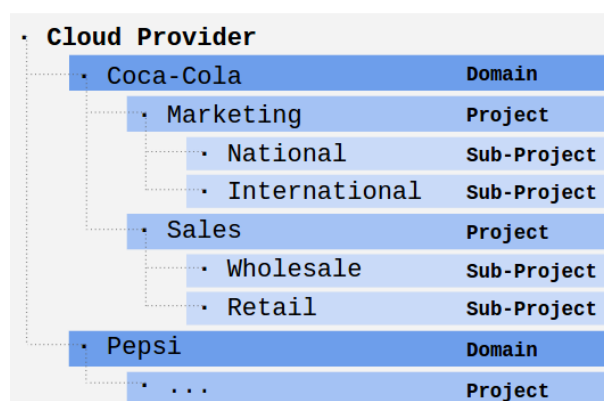 · Cloud Provider
· Coca-Cola Domain
· Marketing Project
· National Sub-Project
· International Sub-Project
· Sales Project
· Wholesale Sub-Project
· Retail Sub-Project
· Pepsi Domain
· ... Project